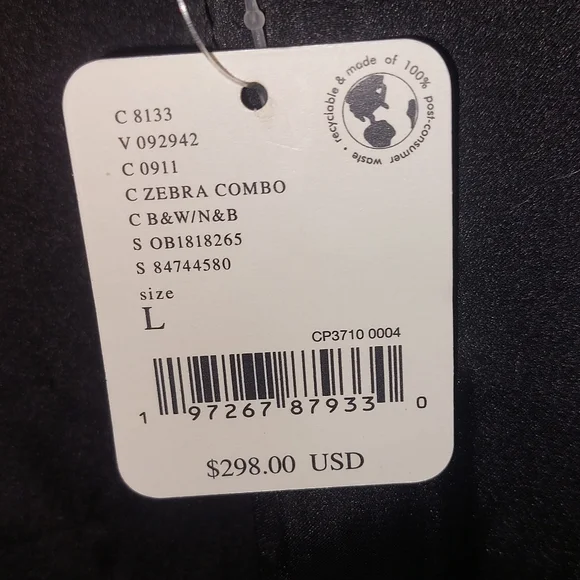 recyclable & made of 100% post-consumer waste •
C 8133
V 092942
C 0911
C ZEBRA COMBO
C B&W/N&B
S OB1818265
S 84744580
size
L
CP3710 0004
1 97267 87933 0
$298.00 USD